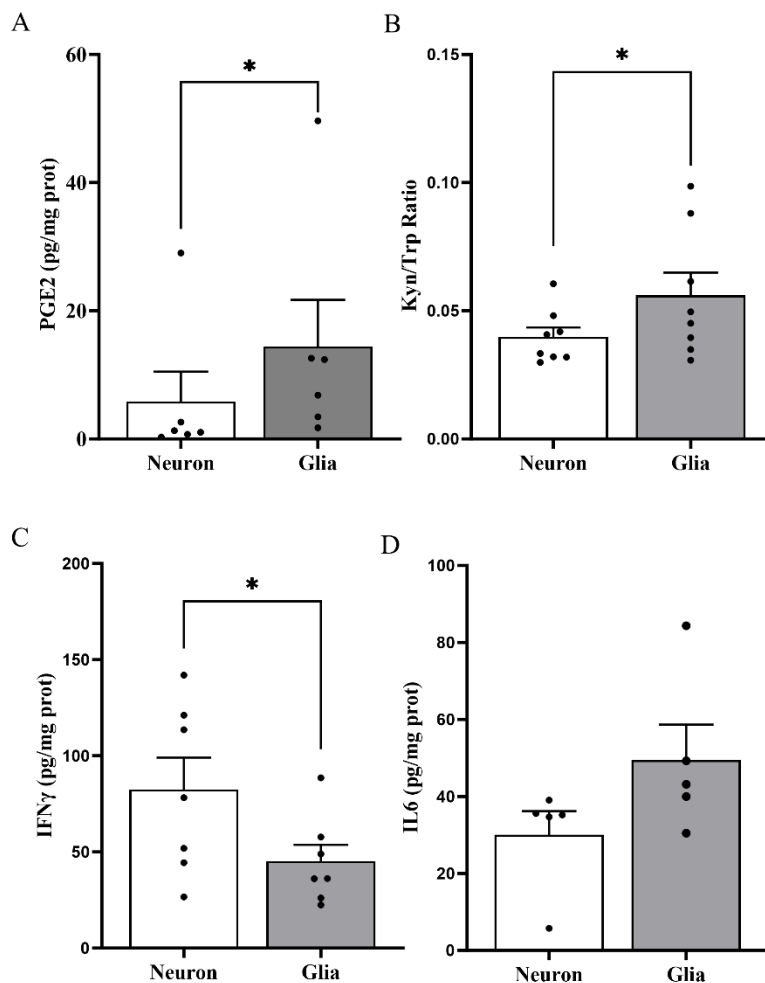 A
PGE2 (pg/mg prot)
60
40
20
0
*
Neuron Glia
B
Kyn/Trp Ratio
0.15
0.10
0.05
0.00
*
Neuron Glia
C
IFNγ (pg/mg prot)
200
150
100
50
0
*
Neuron Glia
D
IL6 (pg/mg prot)
100
80
60
40
20
0
Neuron Glia